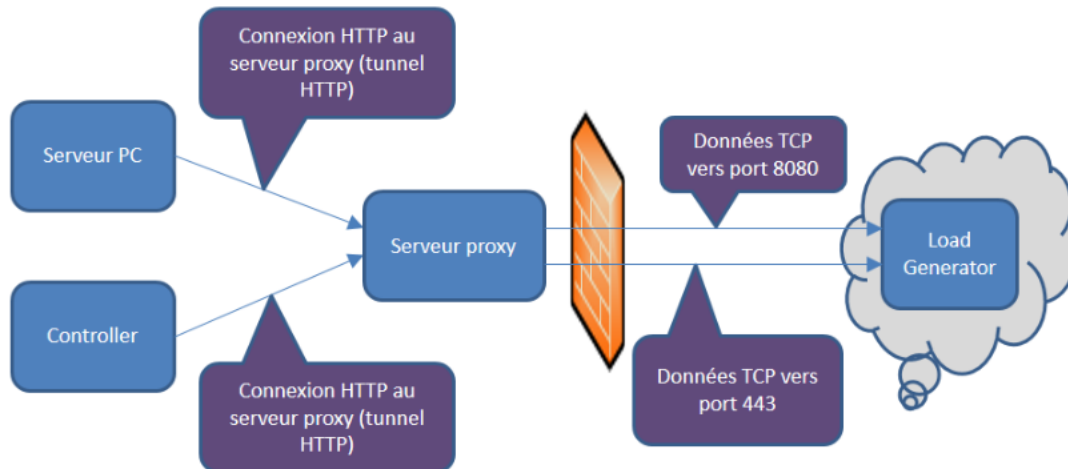 Connexion HTTP au
serveur proxy (tunnel
HTTP)
Serveur PC
Données TCP
vers port 8080
Serveur proxy
Load
Generator
Controller
Données TCP vers
port 443
Connexion HTTP au
serveur proxy (tunnel
HTTP)